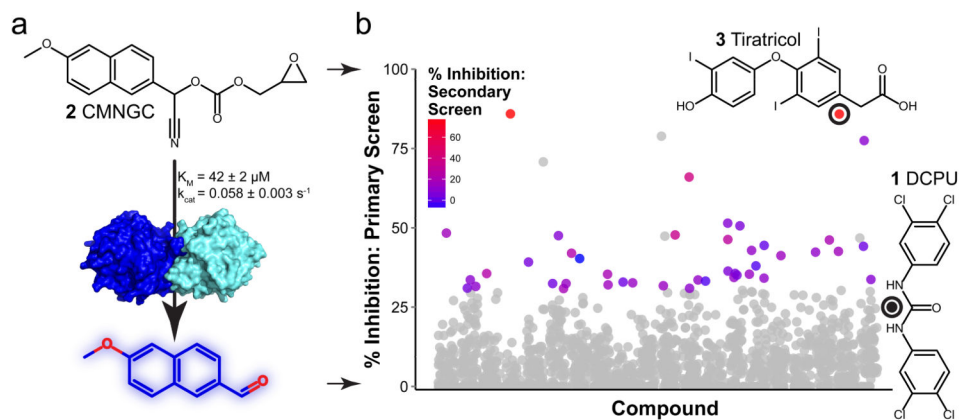 a
O
O
O
O
O
2 CMNGC
N
K_M = 42 ± 2 µM
k_cat = 0.058 ± 0.003 s⁻¹
O
O
b
% Inhibition: Primary Screen
100
75
50
25
0
Compound
% Inhibition:
Secondary
Screen
60
40
20
0
3 Tiratricol
I
O
I
HO
I
O
OH
1 DCPU
Cl
Cl
HN
O
HN
Cl
Cl